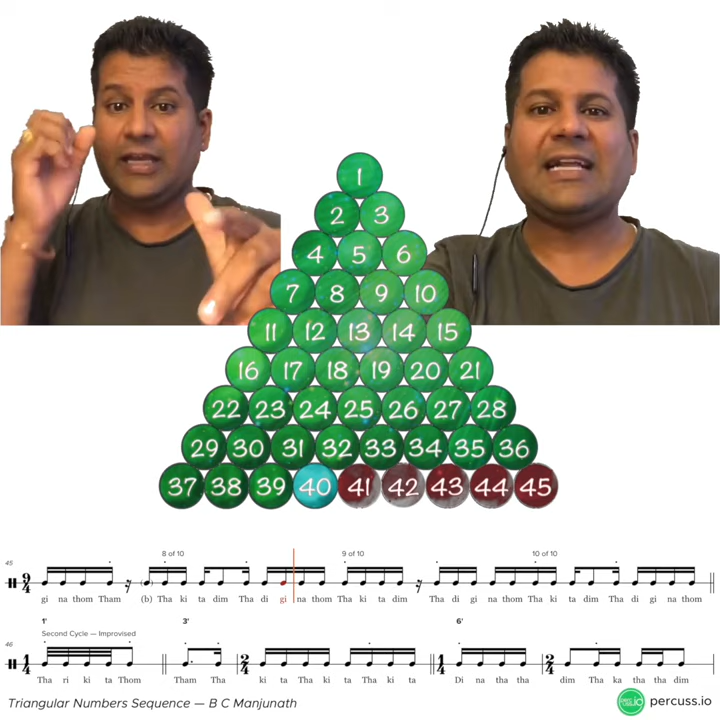 1
2 3
4 5 6
7 8 9 10
11 12 13 14 15
16 17 18 19 20 21
22 23 24 25 26 27 28
29 30 31 32 33 34 35 36
37 38 39 40 41 42 43 44 45
8 of 10 9 of 10 10 of 10
45
9
4
gi na thom Tham (b) Tha ki ta dim Tha di gi na thom Tha ki ta dim Tha di gi na thom Tha ki ta dim Tha di gi na thom
1' 3' 6'
Second Cycle — Improvised
46
1 2 1 2
4 4 4 4
Tha ri ki ta Thom Tham Tha ki ta Tha ki ta Tha ki ta Di na tha tha dim Tha ka tha tha dim
Triangular Numbers Sequence — B C Manjunath
percuss.io